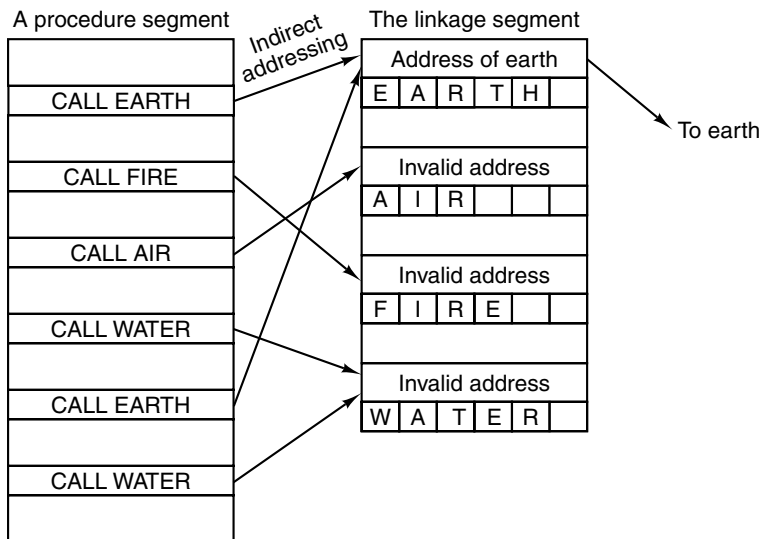 A procedure segment
CALL EARTH
CALL FIRE
CALL AIR
CALL WATER
CALL EARTH
CALL WATER
Indirect
addressing
The linkage segment
Address of earth
E A R T H
Invalid address
A I R
Invalid address
F I R E
Invalid address
W A T E R
To earth